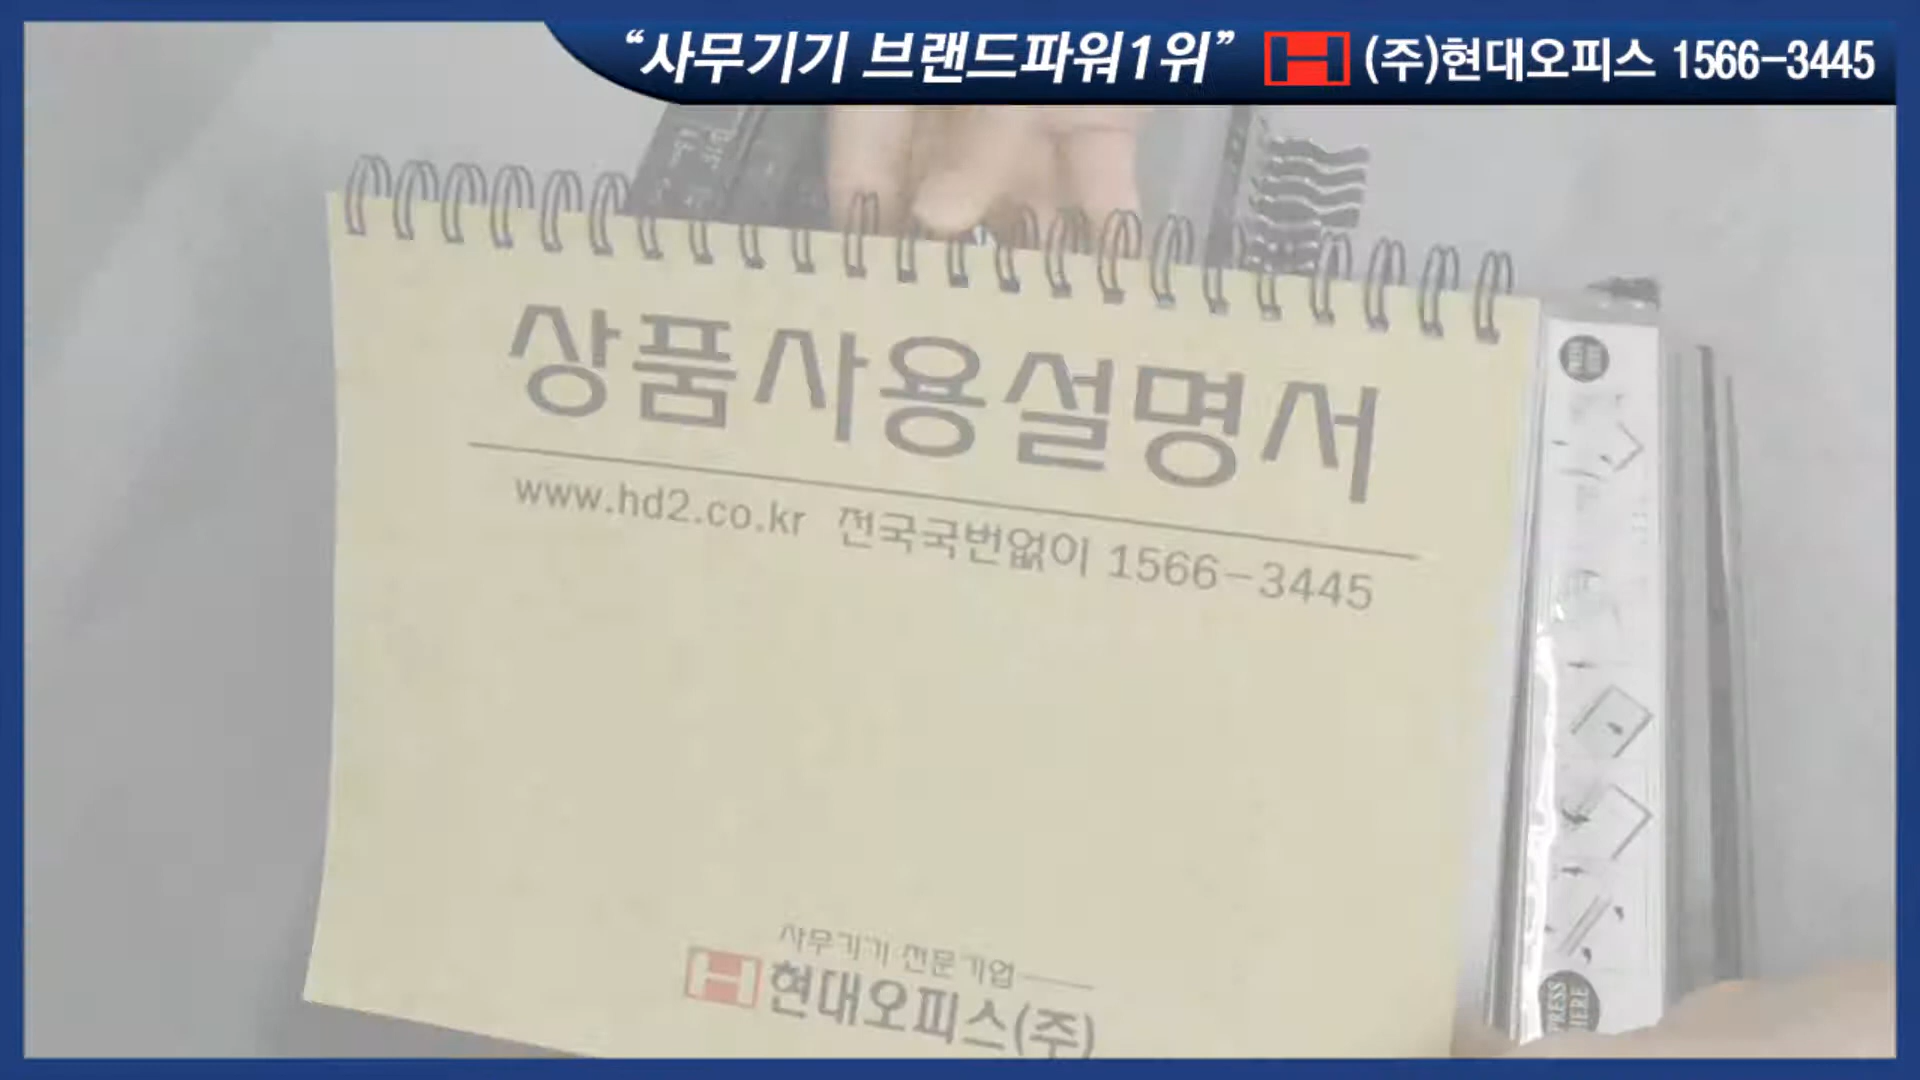 “사무기기 브랜드파워1위” (주)현대오피스 1566-3445
상품사용설명서
www.hd2.co.kr 전국국번없이 1566-3445
사무기기 전문기업
현대오피스(주)
PRESS
HERE